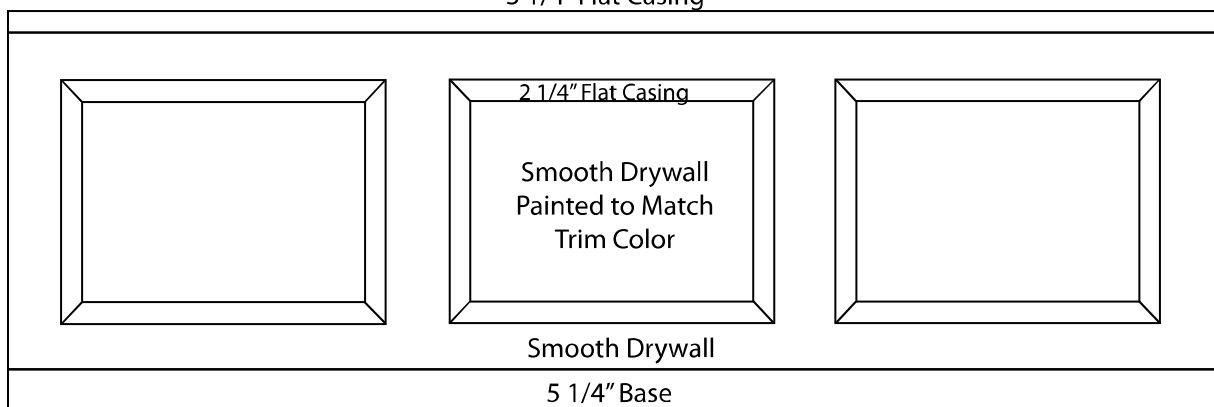 Flat Casing
2 1/4" Flat Casing
Smooth Drywall
Painted to Match
Trim Color
Smooth Drywall
5 1/4" Base